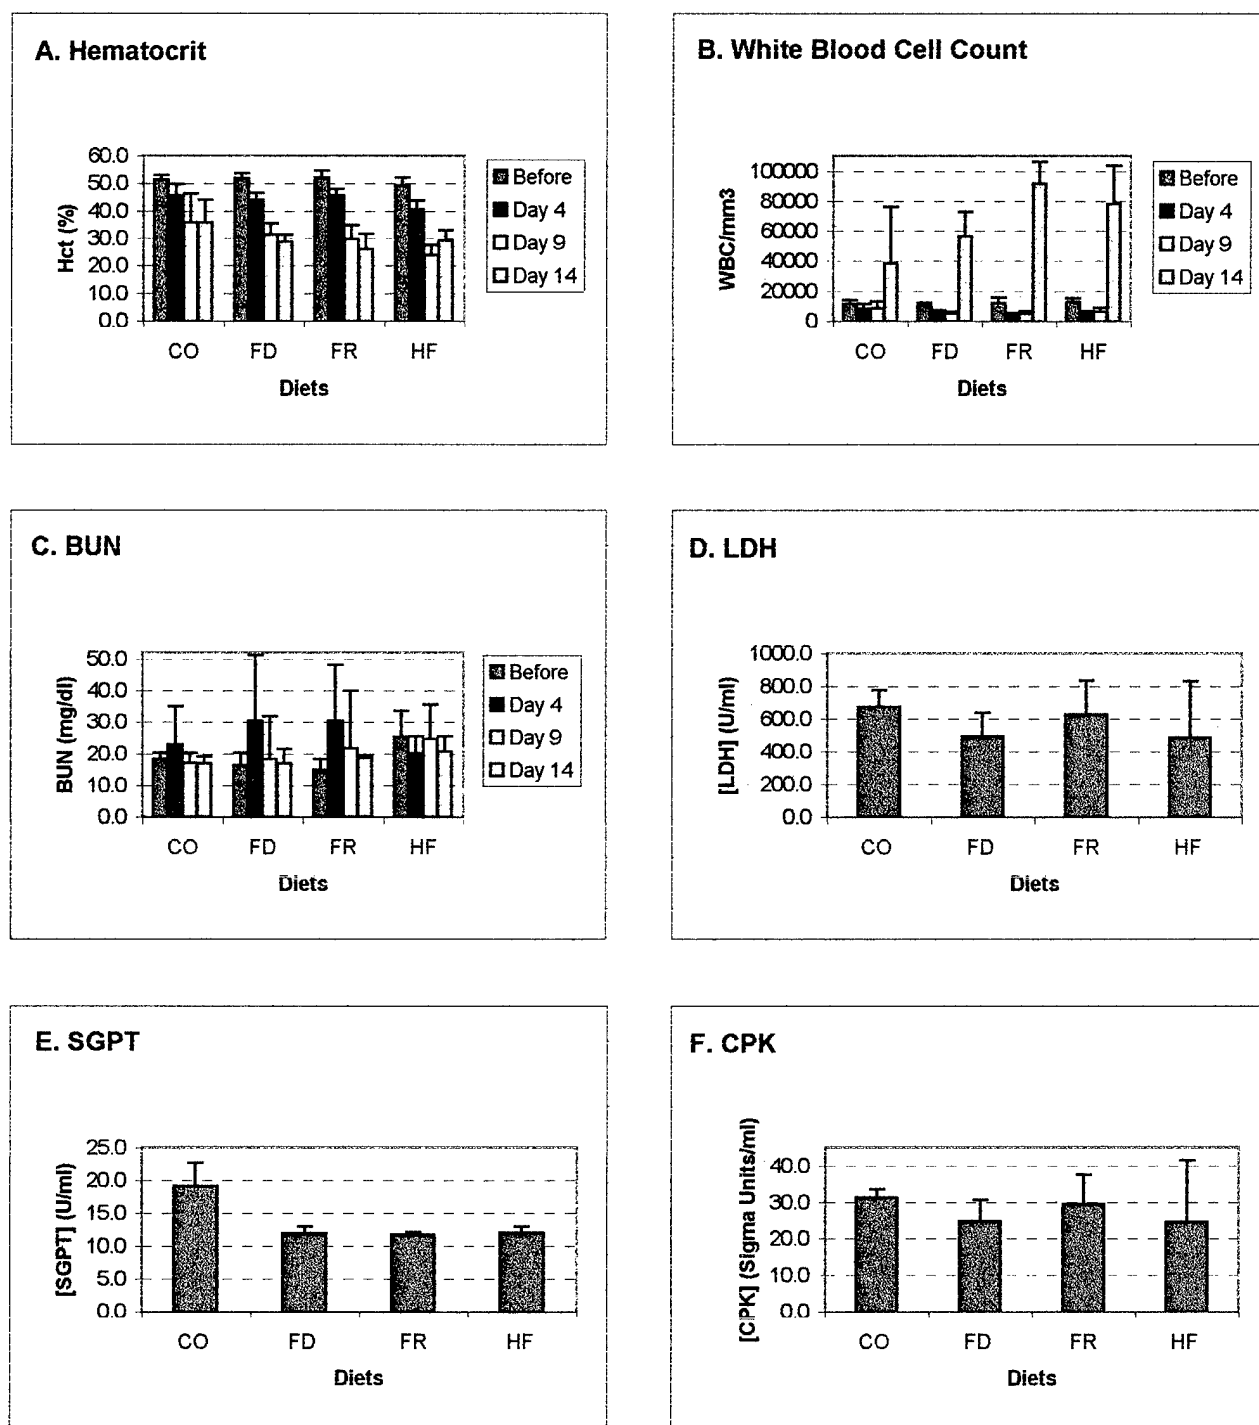 A. Hematocrit
60.0
50.0
40.0
30.0
20.0
10.0
0.0
Hct (%)
CO FD FR HF
Diets
Before
Day 4
Day 9
Day 14
B. White Blood Cell Count
100000
80000
60000
40000
20000
0
WBC/mm3
CO FD FR HF
Diets
Before
Day 4
Day 9
Day 14
C. BUN
50.0
40.0
30.0
20.0
10.0
0.0
BUN (mg/dl)
CO FD FR HF
Diets
Before
Day 4
Day 9
Day 14
D. LDH
1000.0
800.0
600.0
400.0
200.0
0.0
[LDH] (U/ml)
CO FD FR HF
Diets
E. SGPT
25.0
20.0
15.0
10.0
5.0
0.0
[SGPT] (U/ml)
CO FD FR HF
Diets
F. CPK
40.0
30.0
20.0
10.0
0.0
[CPK] (Sigma Units/ml)
CO FD FR HF
Diets